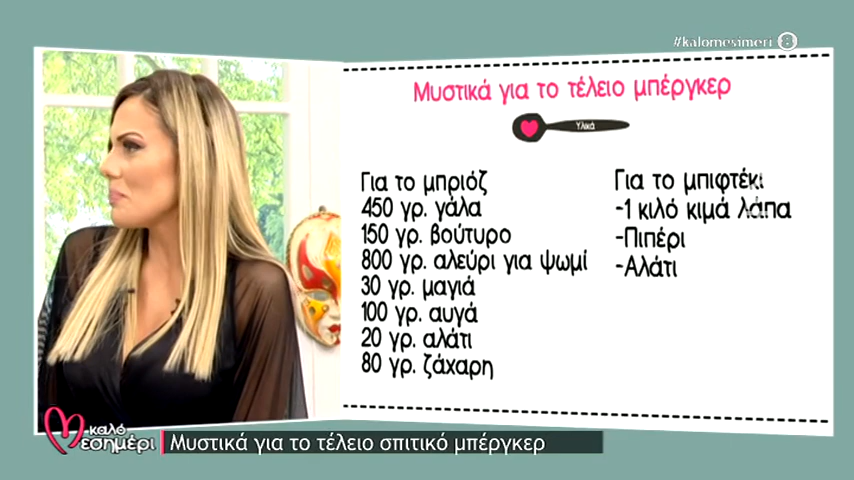 #kalomesimeri 8
Μυστικά για το τέλειο μπέργκερ
Υλικά
Για το μπριόζ
450 γρ. γάλα
150 γρ. βούτυρο
800 γρ. αλεύρι για ψωμί
30 γρ. μαγιά
100 γρ. αυγά
20 γρ. αλάτι
80 γρ. ζάχαρη
Για το μπιφτέκι
-1 κιλό κιμά λάπα
-Πιπέρι
-Αλάτι
καλό
μεσημέρι
Μυστικά για το τέλειο σπιτικό μπέργκερ